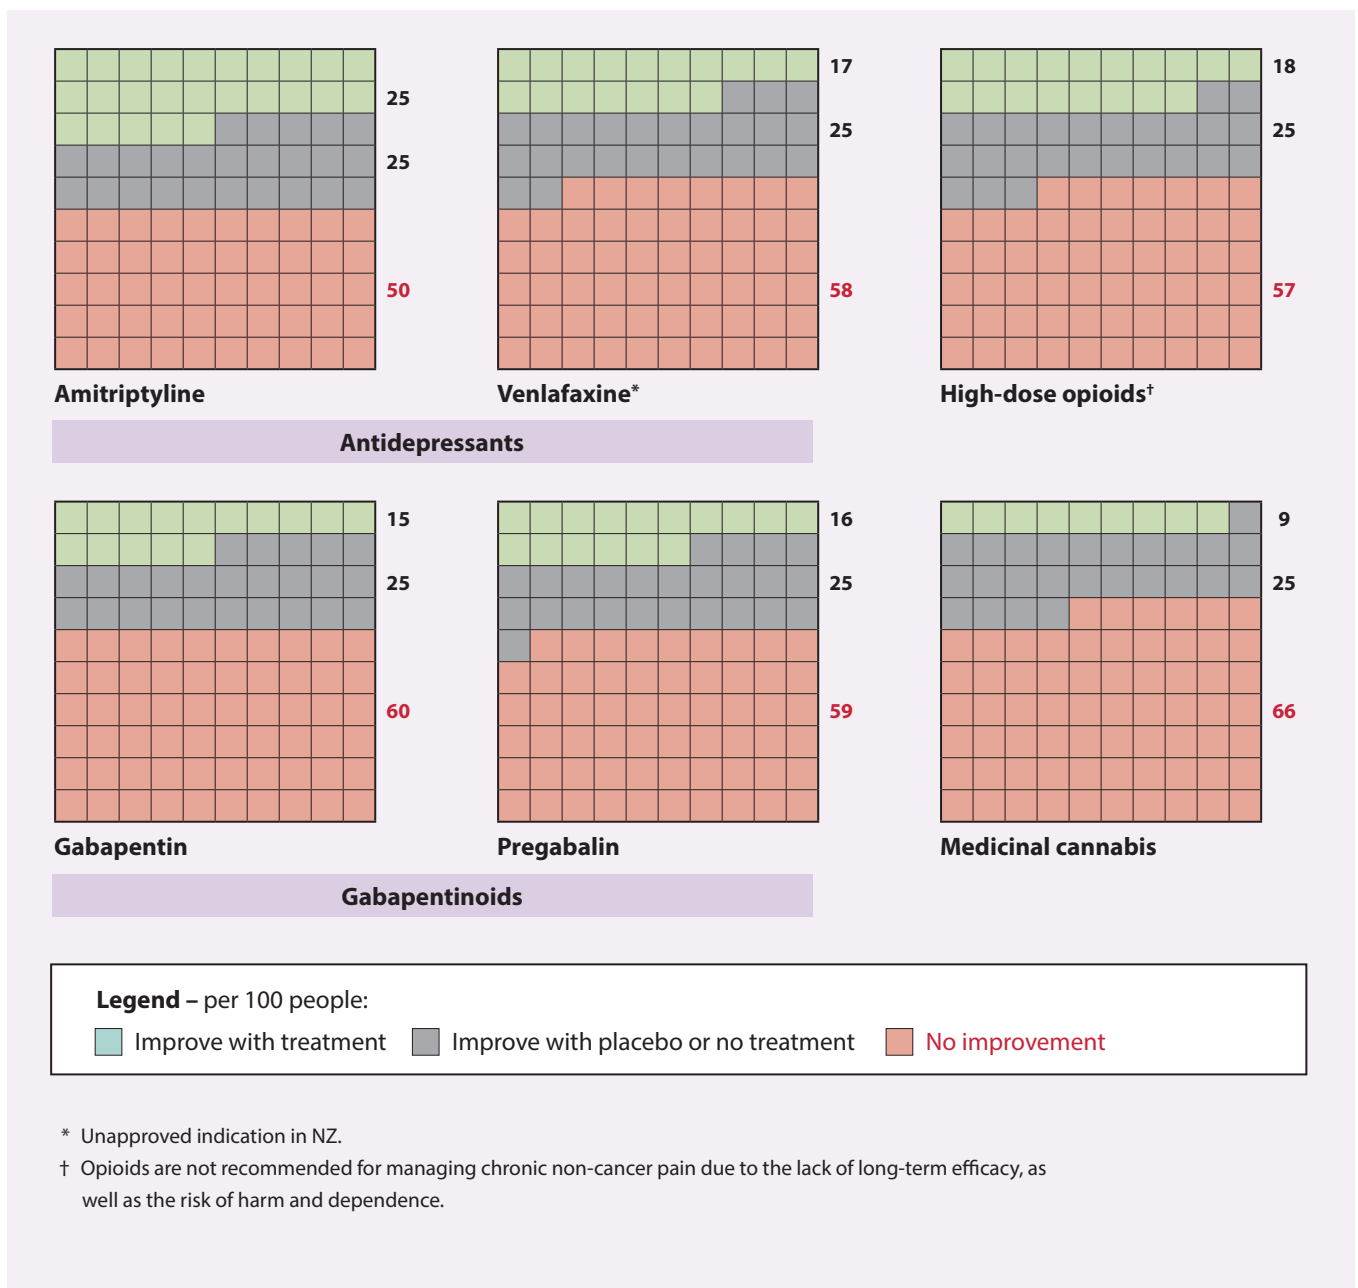 25
25
50
Amitriptyline
17
25
58
Venlafaxine*
18
25
57
High-dose opioids†
Antidepressants
15
25
60
Gabapentin
16
25
59
Pregabalin
9
25
66
Medicinal cannabis
Gabapentinoids
Legend – per 100 people:
Improve with treatment
Improve with placebo or no treatment
No improvement
* Unapproved indication in NZ.
† Opioids are not recommended for managing chronic non-cancer pain due to the lack of long-term efficacy, as
well as the risk of harm and dependence.